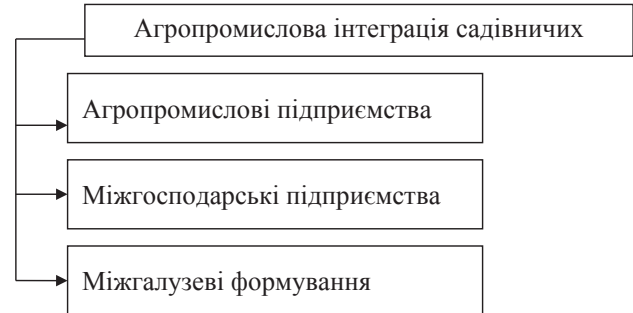 Агропромислова інтеграція садівничих
Агропромислові підприємства
Міжгосподарські підприємства
Міжгалузеві формування